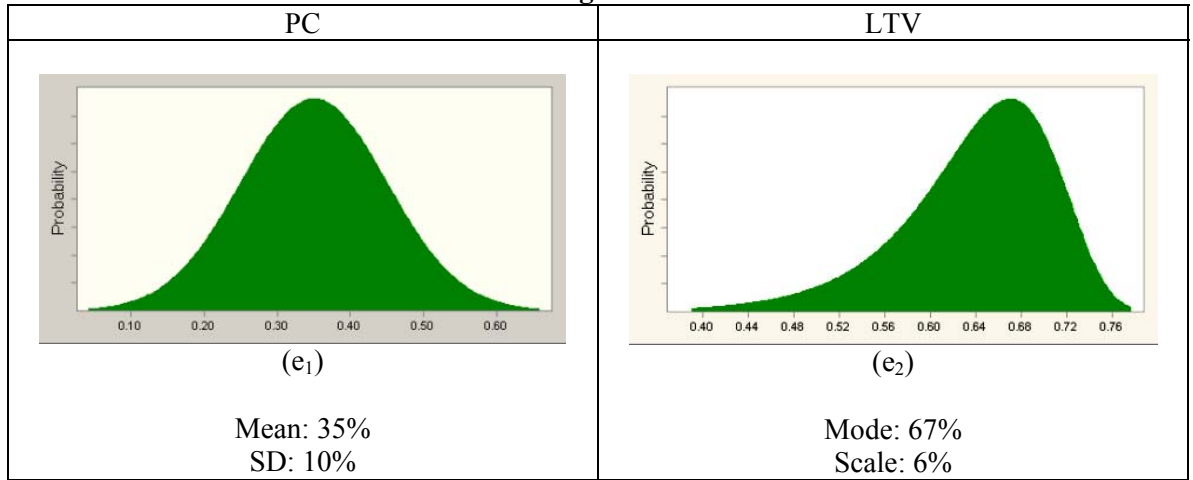 PC
LTV
Probability
0.10 0.20 0.30 0.40 0.50 0.60
(e₁)
Mean: 35%
SD: 10%
Probability
0.40 0.44 0.48 0.52 0.56 0.60 0.64 0.68 0.72 0.76
(e₂)
Mode: 67%
Scale: 6%